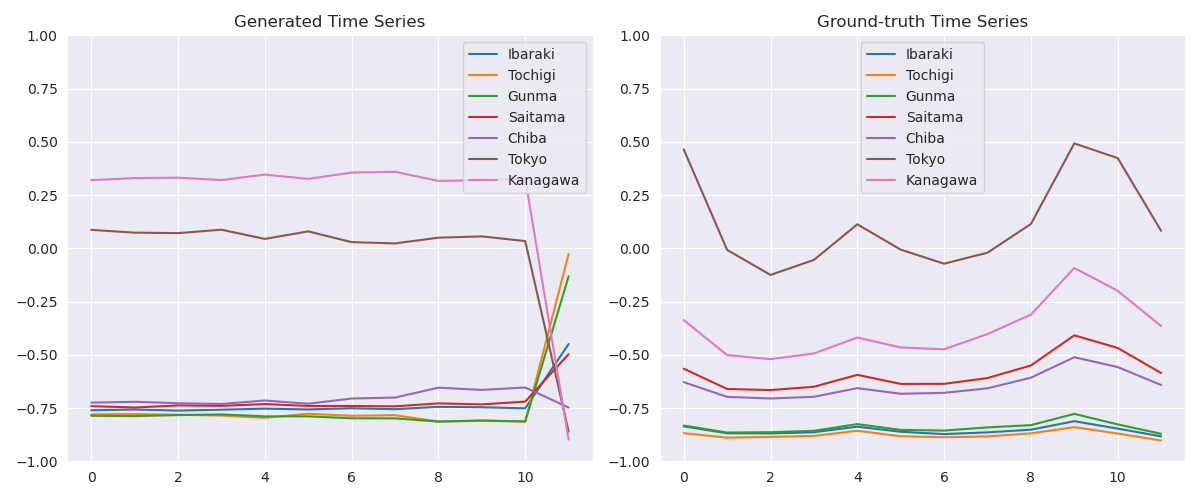 Generated Time Series
1.00
0.75
0.50
0.25
0.00
−0.25
−0.50
−0.75
−1.00
0 2 4 6 8 10
Ibaraki
Tochigi
Gunma
Saitama
Chiba
Tokyo
Kanagawa
Ground-truth Time Series
1.00
0.75
0.50
0.25
0.00
−0.25
−0.50
−0.75
−1.00
0 2 4 6 8 10
Ibaraki
Tochigi
Gunma
Saitama
Chiba
Tokyo
Kanagawa